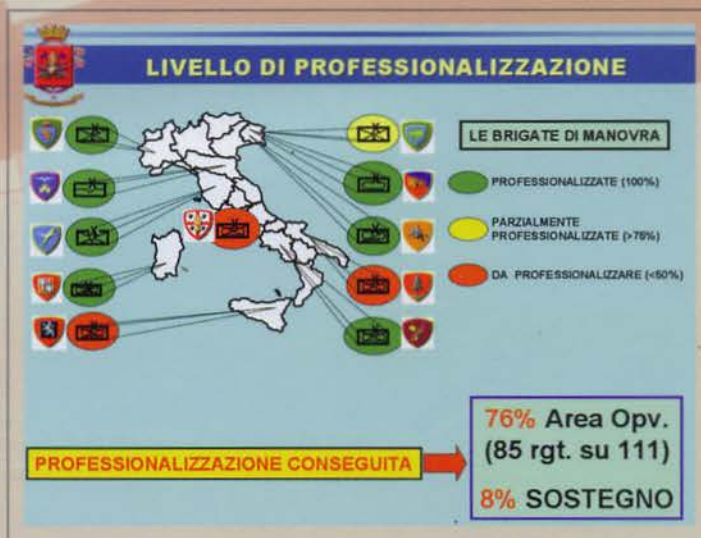 LIVELLO DI PROFESSIONALIZZAZIONE
LE BRIGATE DI MANOVRA
PROFESSIONALIZZATE (100%)
PARZIALMENTE
PROFESSIONALIZZATE (>75%)
DA PROFESSIONALIZZARE (<50%)
PROFESSIONALIZZAZIONE CONSEGUITA
76% Area Opv.
(85 rgt. su 111)
8% SOSTEGNO